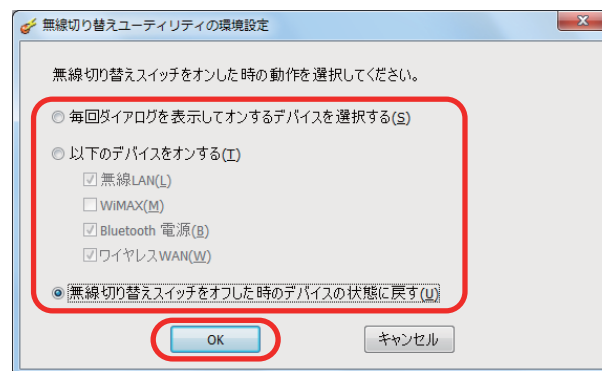 無線切り替えユーティリティの環境設定
無線切り替えスイッチをオンした時の動作を選択してください。
毎回ダイアログを表示してオンするデバイスを選択する(S)
以下のデバイスをオンする(T)
無線LAN(L)
WiMAX(M)
Bluetooth 電源(B)
ワイヤレスWAN(W)
無線切り替えスイッチをオフした時のデバイスの状態に戻す(U)
OK キャンセル